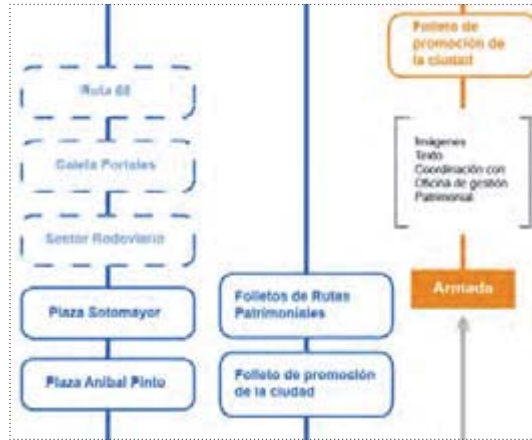 Ruta 68
Caleta Portales
Sector Rodoviario
Plaza Sotomayor
Plaza Anibal Pinto
Folletos de Rutas
Patrimoniales
Folleto de promoción
de la ciudad
Folleto de
promoción de
la ciudad
Imágenes
Texto
Coordinación con
Oficina de gestión
Patrimonial
Armada